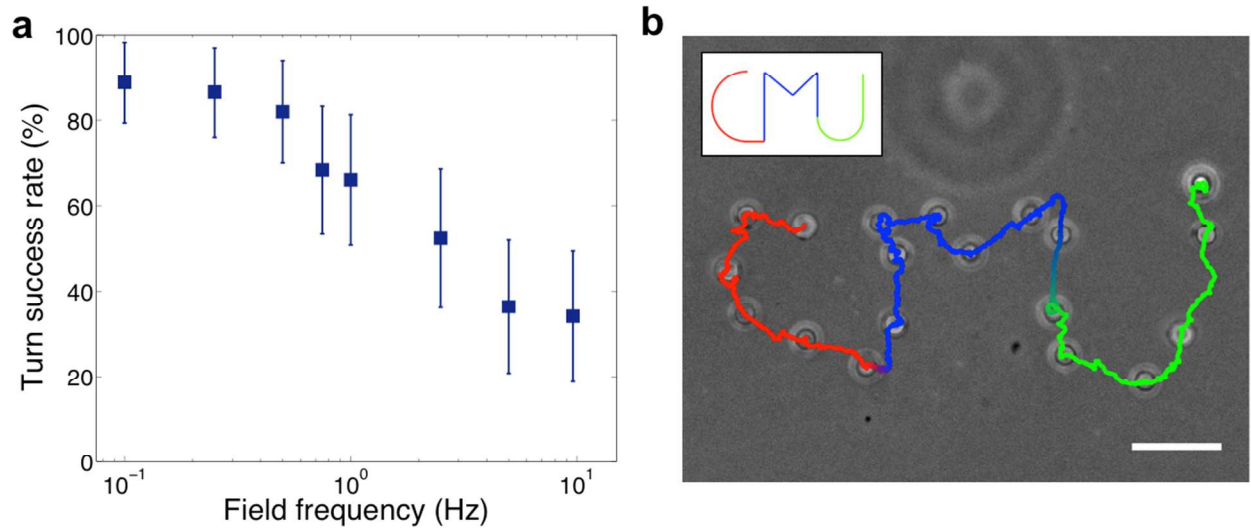 a
100
80
60
40
20
0
Turn success rate (%)
10⁻¹ 10⁰ 10¹
Field frequency (Hz)
b
CMU